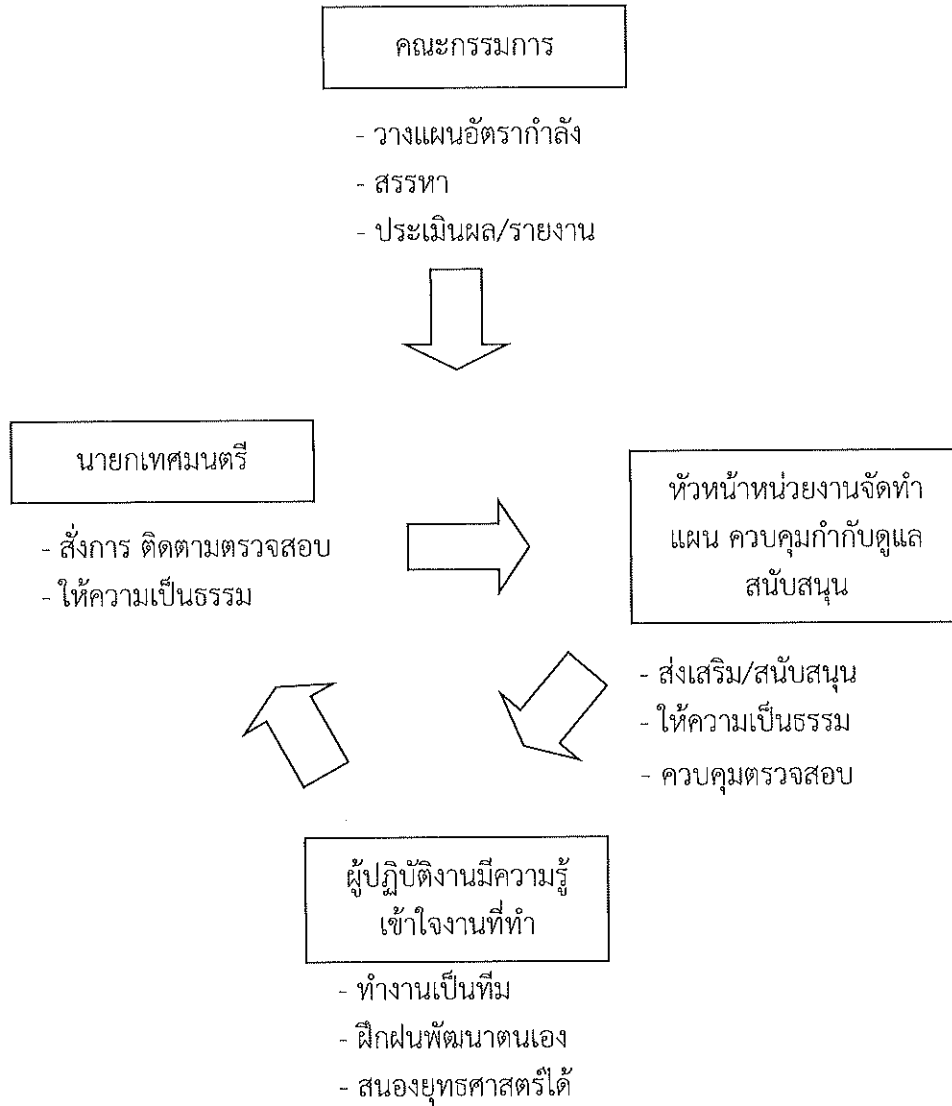 คณะกรรมการ
- วางแผนอัตรากำลัง
- สรรหา
- ประเมินผล/รายงาน
นายกเทศมนตรี
- สั่งการ ติดตามตรวจสอบ
- ให้ความเป็นธรรม
หัวหน้าหน่วยงานจัดทำ
แผน ควบคุมกำกับดูแล
สนับสนุน
- ส่งเสริม/สนับสนุน
- ให้ความเป็นธรรม
- ควบคุมตรวจสอบ
ผู้ปฏิบัติงานมีความรู้
เข้าใจงานที่ทำ
- ทำงานเป็นทีม
- ฝึกฝนพัฒนาตนเอง
- สนองยุทธศาสตร์ได้